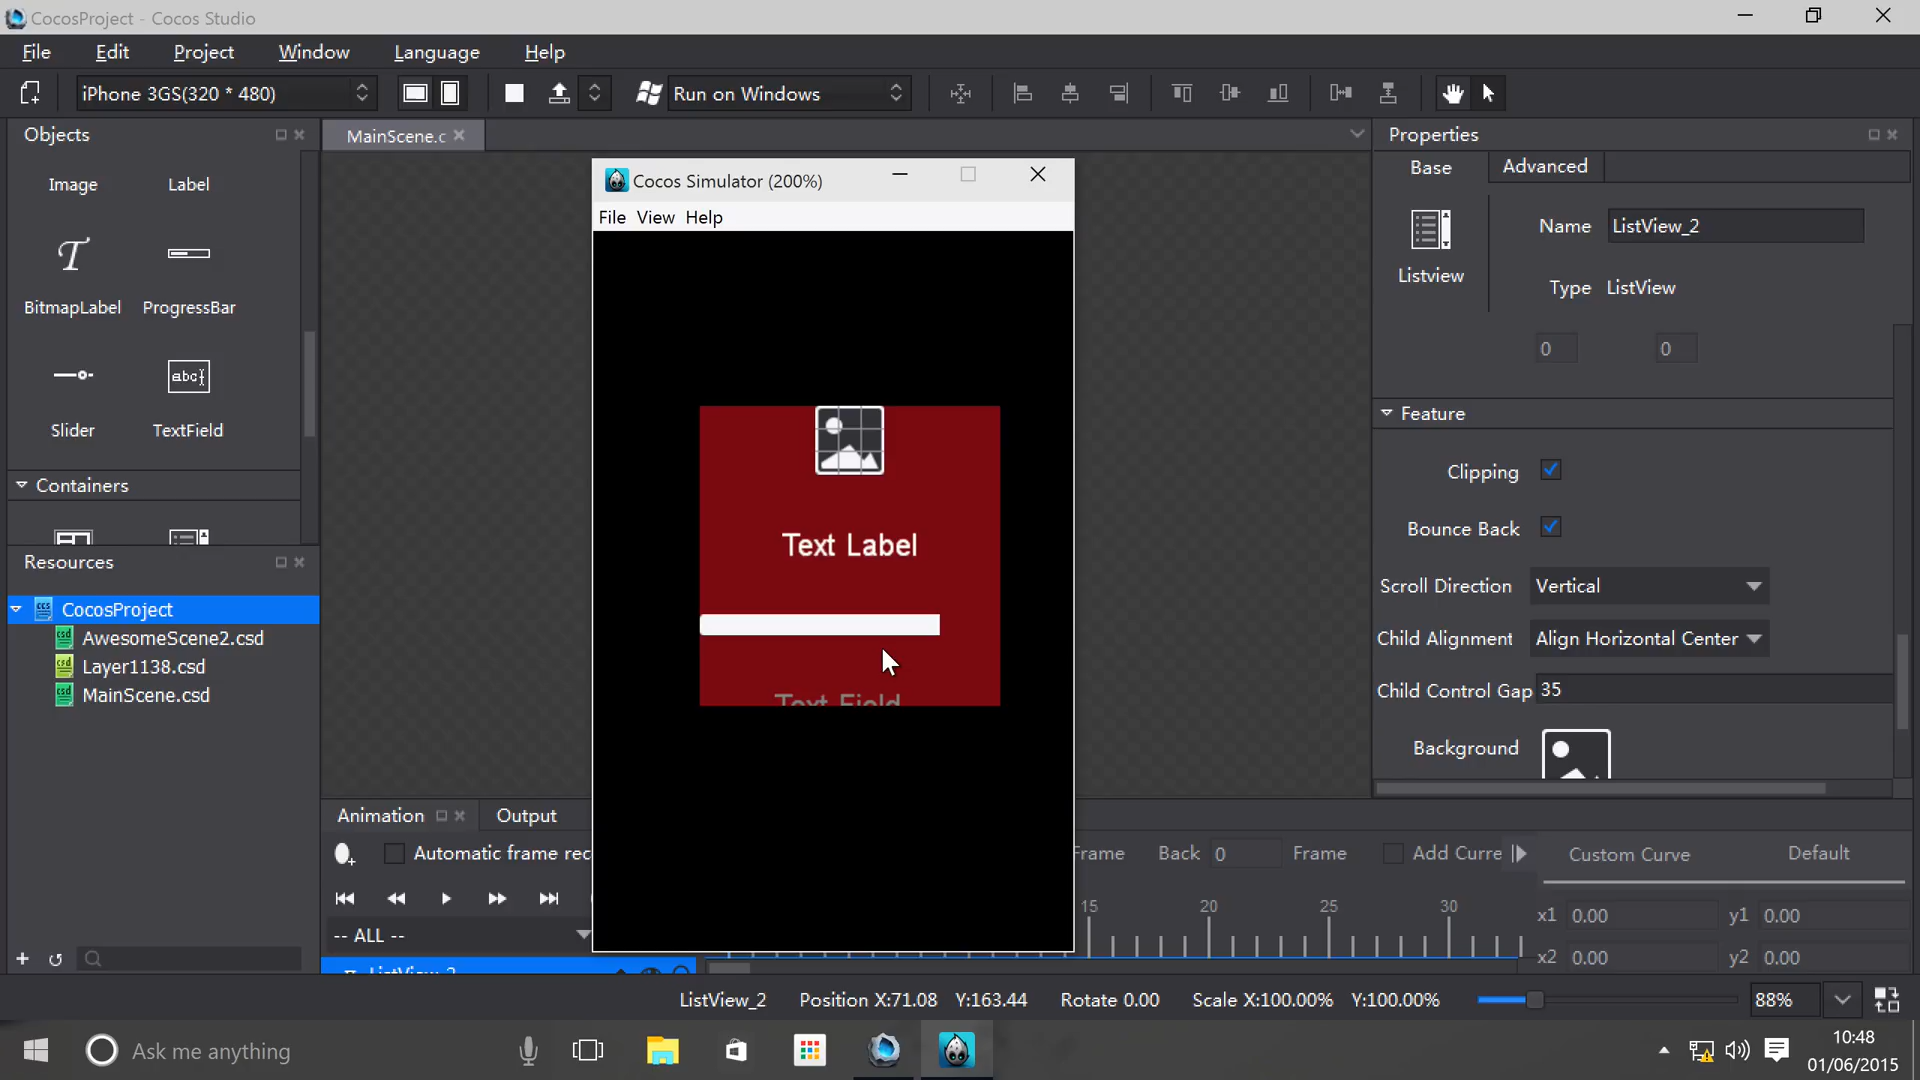 CocosProject - Cocos Studio
File Edit Project Window Language Help
iPhone 3GS(320 * 480)
Run on Windows
Objects
Image Label
BitmapLabel ProgressBar
abc
Slider TextField
Containers
Resources
CocosProject
AwesomeScene2.csd
Layer1138.csd
MainScene.csd
MainScene.c
Cocos Simulator (200%)
File View Help
Text Label
Text Field
Properties
Base Advanced
Listview
Name ListView_2
Type ListView
0 0
Feature
Clipping
Bounce Back
Scroll Direction Vertical
Child Alignment Align Horizontal Center
Child Control Gap 35
Background
Animation Output
Automatic frame rec
Frame Back 0 Frame Add Curre
Custom Curve Default
-- ALL --
15 20 25 30
x1 0.00 y1 0.00
x2 0.00 y2 0.00
ListView_2
ListView_2 Position X:71.08 Y:163.44 Rotate 0.00 Scale X:100.00% Y:100.00% 88%
Ask me anything
10:48
01/06/2015